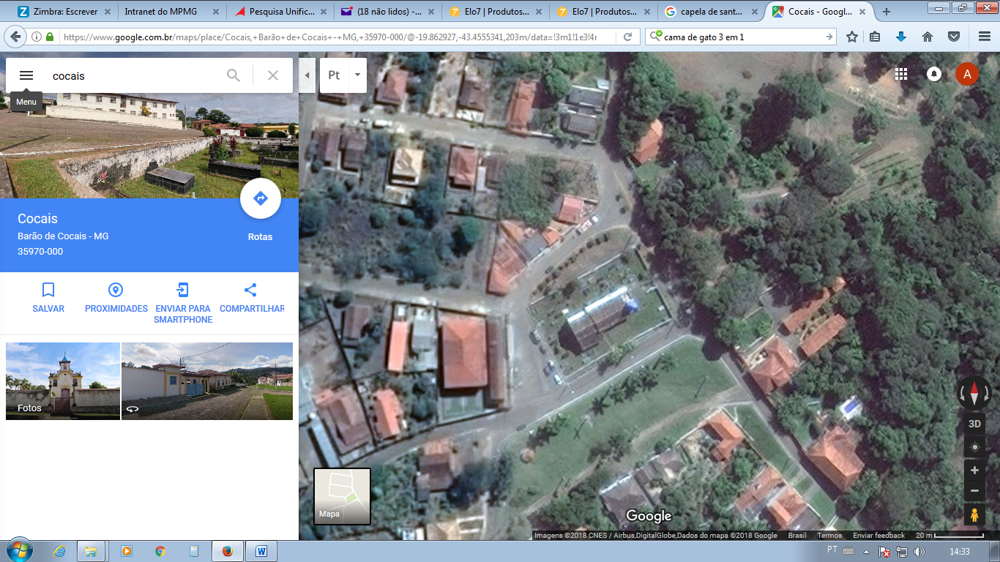 Zimbra: Escrever
Intranet do MPMG
Pesquisa Unific...
(18 não lidos) -...
Elo7 | Produtos...
Elo7 | Produtos...
capela de sant...
Cocais - Googl...
https://www.google.com.br/maps/place/Cocais,+Barão+de+Cocais+-+MG,+35970-000/@-19.862927,-43.4555341,203m/data=!3m1!1e3!4r
cama de gato 3 em 1
cocais
Pt
A
Menu
Cocais
Barão de Cocais - MG
35970-000
Rotas
SALVAR
PROXIMIDADES
ENVIAR PARA
SMARTPHONE
COMPARTILHAR
Fotos
Mapa
3D
Google
Imagens ©2018 CNES / Airbus,DigitalGlobe,Dados do mapa ©2018 Google Brasil Termos Enviar feedback 20 m
PT
14:33